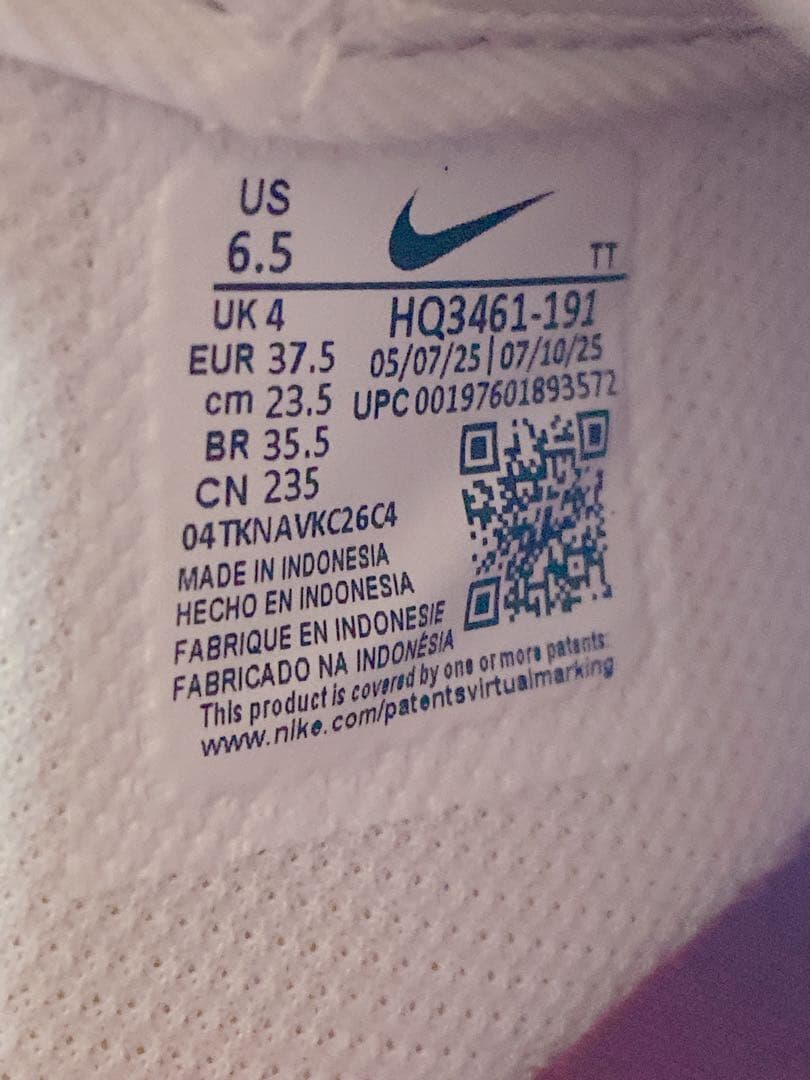 US
6.5
TT
UK 4
HQ3461-191
EUR 37.5
05/07/25 | 07/10/25
cm 23.5
UPC 00197601893572
BR 35.5
CN 235
04TKNAVKC26C4
MADE IN INDONESIA
HECHO EN INDONESIA
FABRIQUE EN INDONESIE
FABRICADO NA INDONÉSIA
This product is covered by one or more patents:
www.nike.com/patentsvirtualmarking